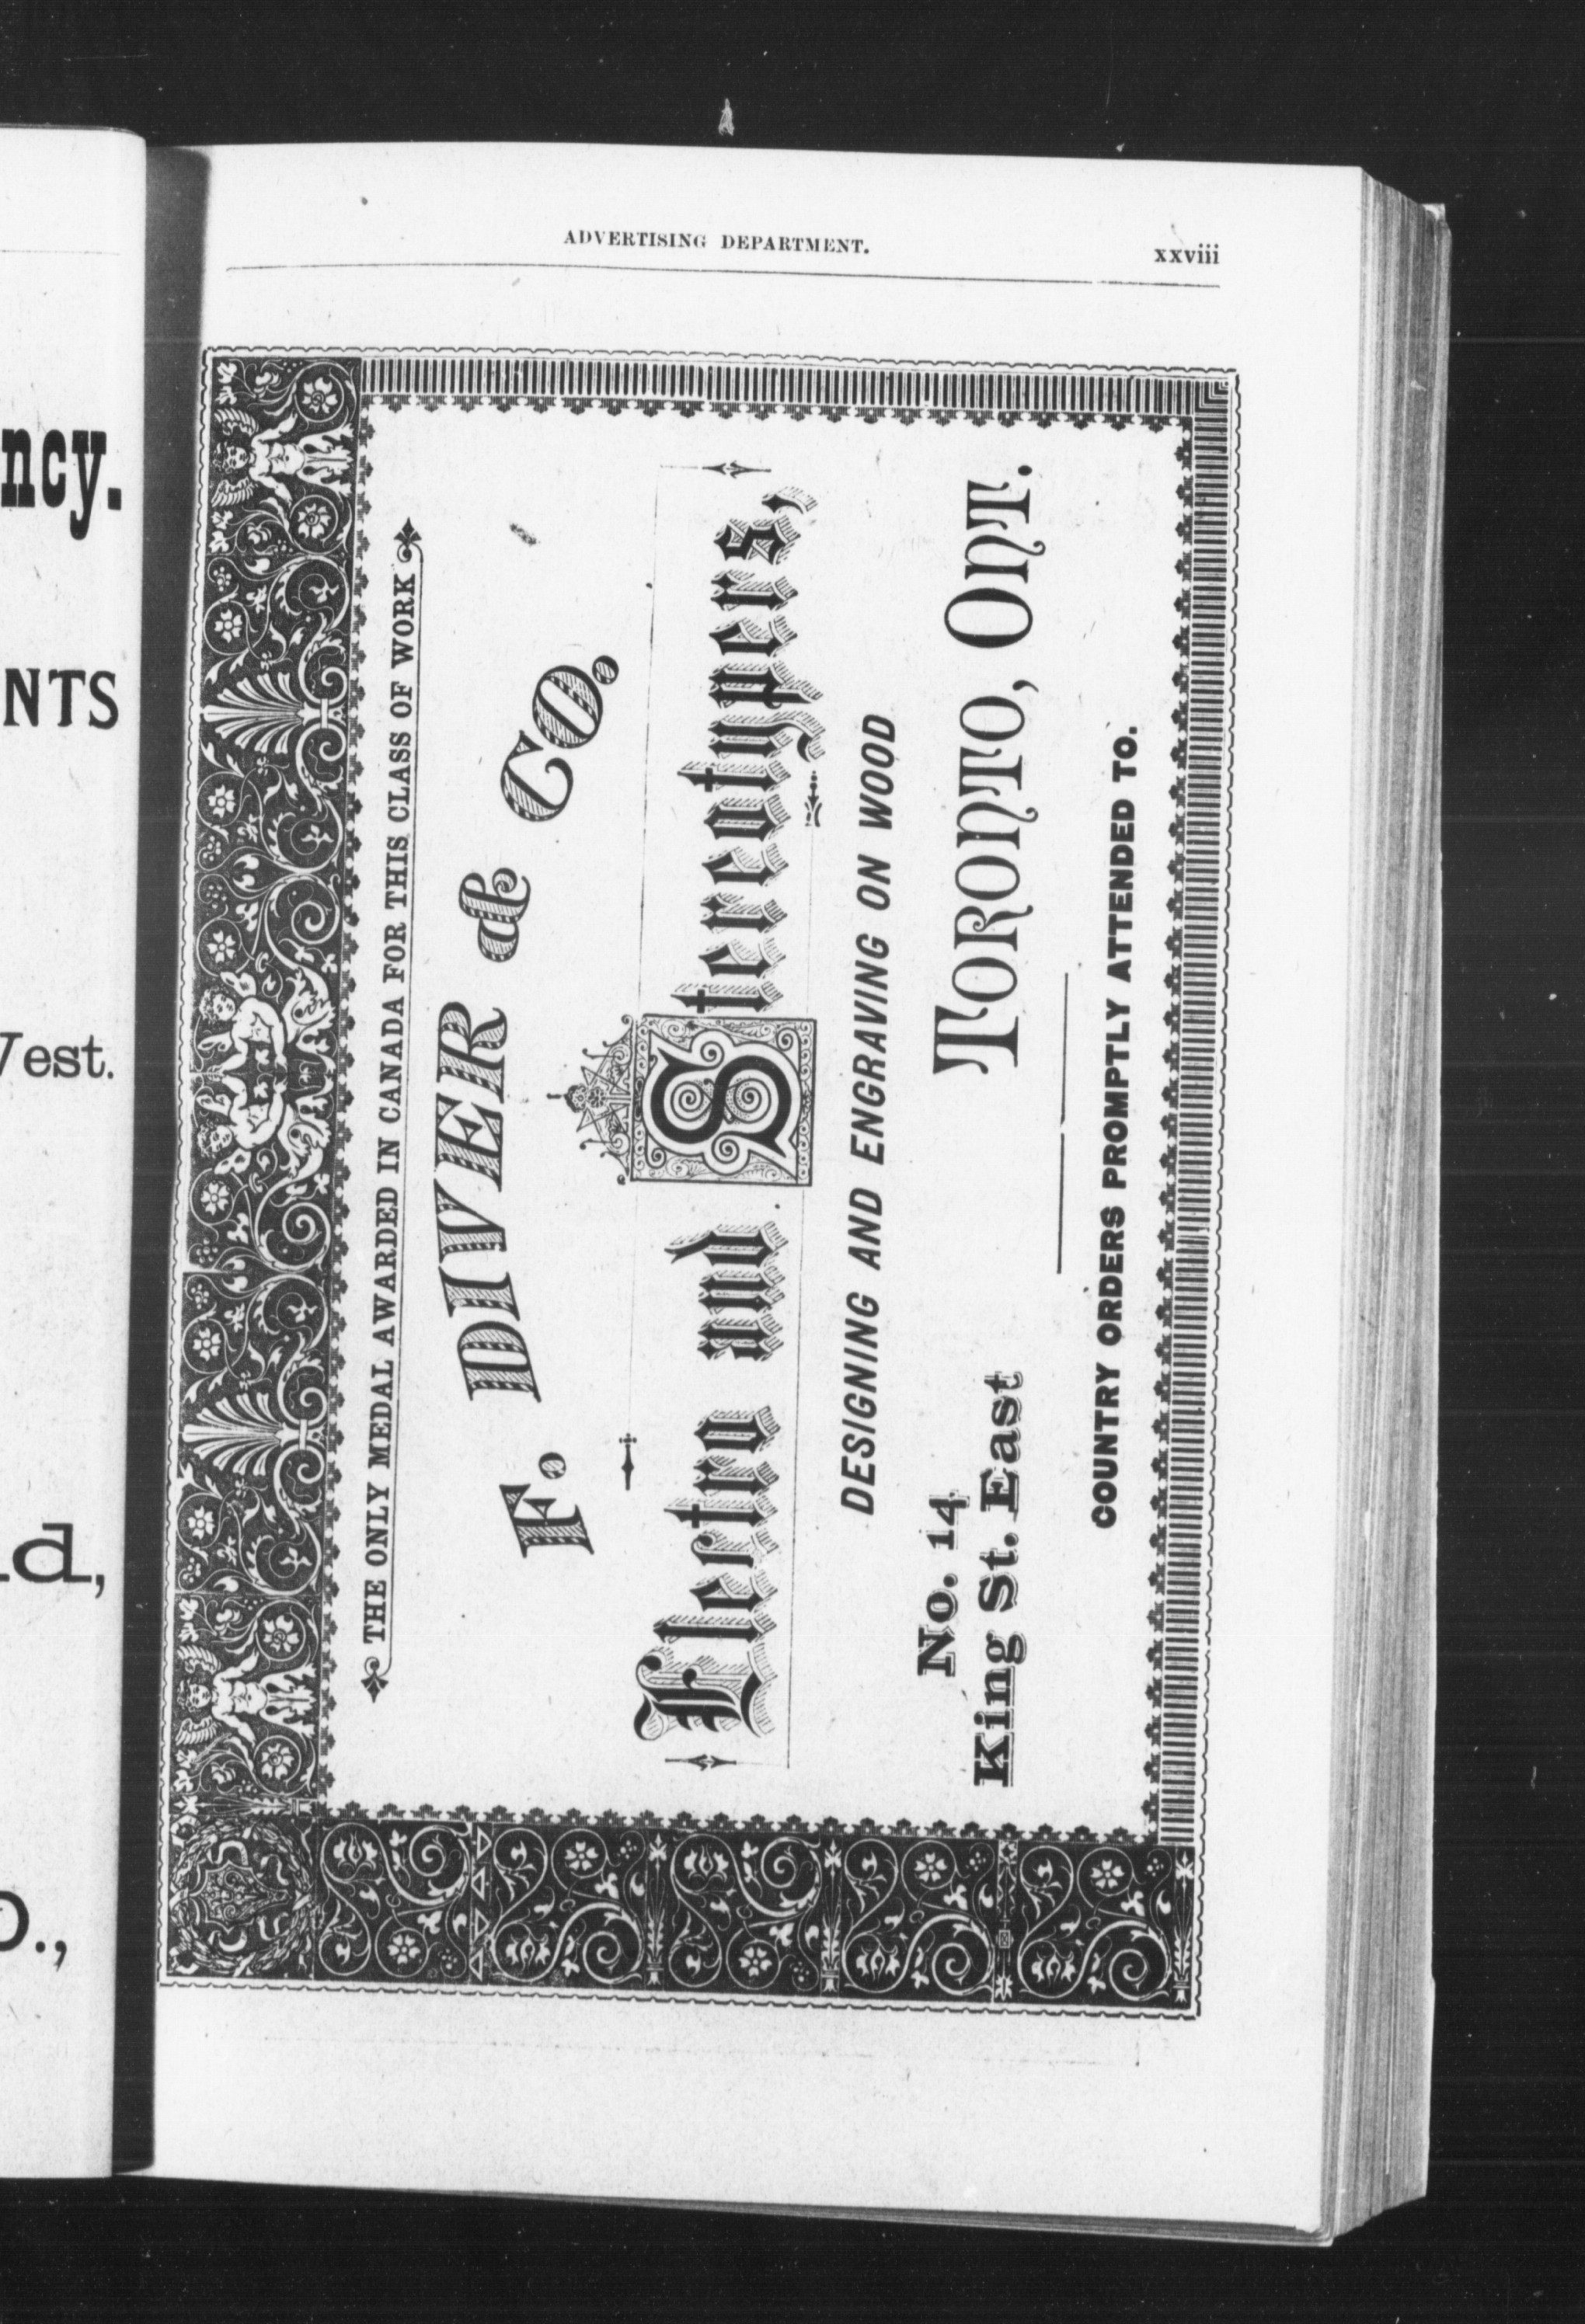 ncy.
NTS
est.
d,
O.,
ADVERTISING DEPARTMENT. xxviii
THE ONLY MEDAL AWARDED IN CANADA FOR THIS CLASS OF WORK
F. DIVER & CO.
Electro and Stereotypers,
DESIGNING AND ENGRAVING ON WOOD
No. 14
King St. East
TORONTO, ONT.
COUNTRY ORDERS PROMPTLY ATTENDED TO.